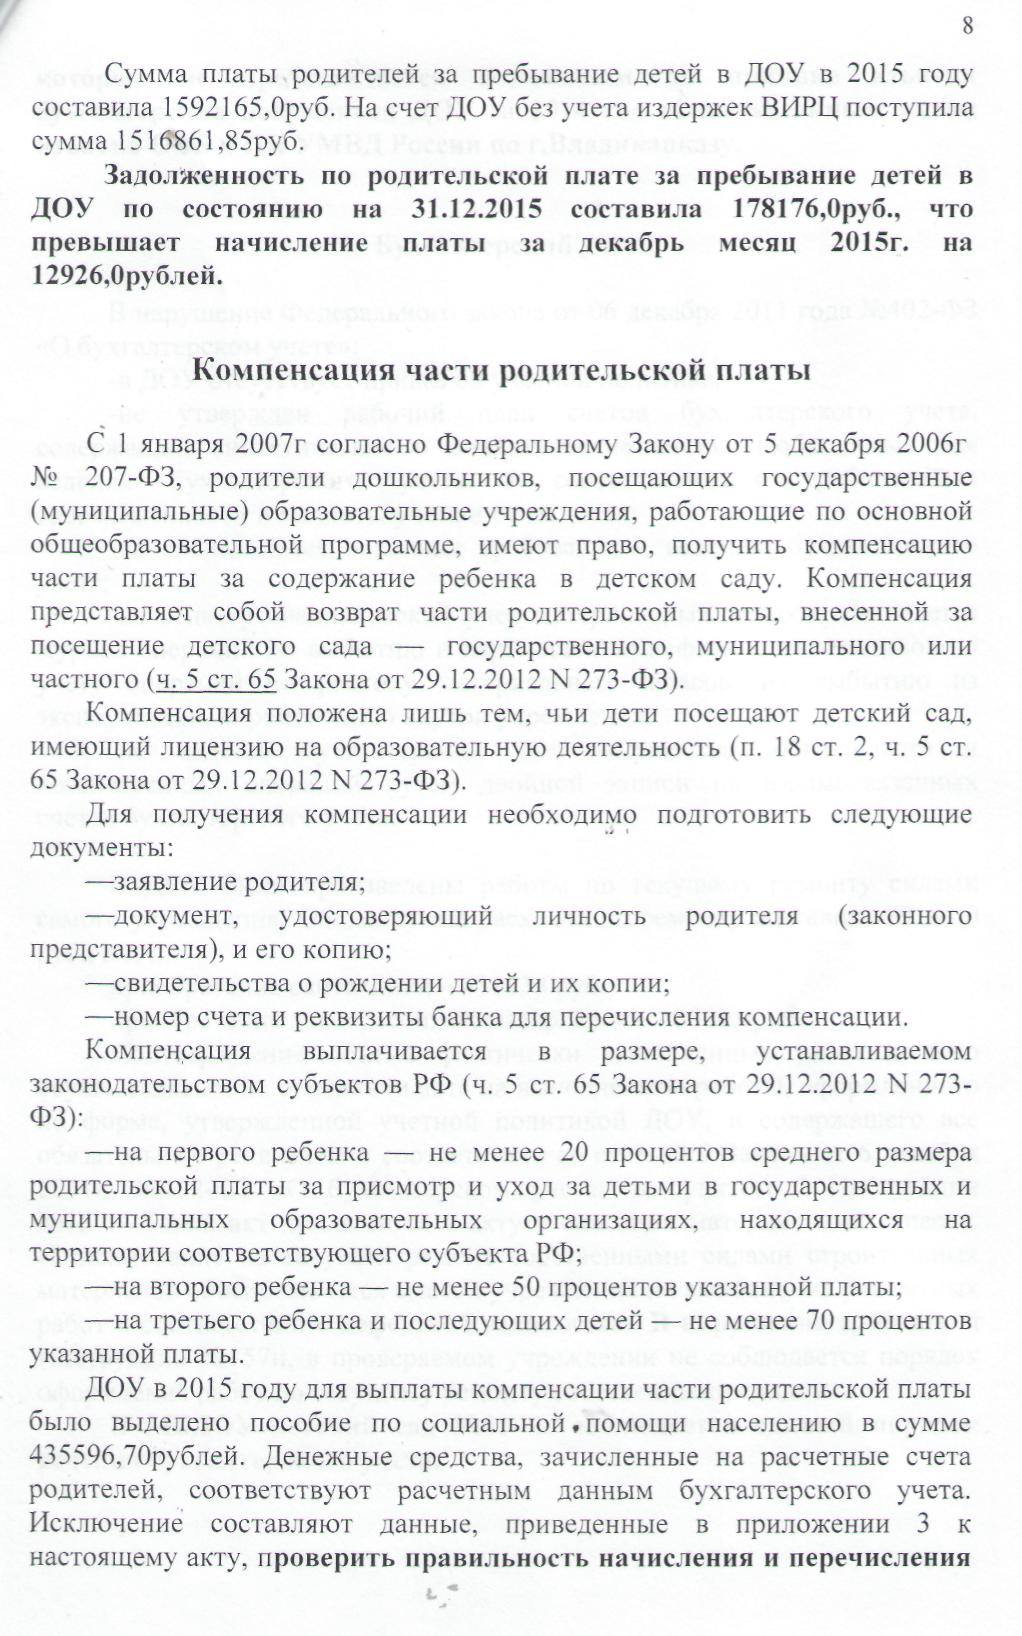 8
Сумма платы родителей за пребывание детей в ДОУ в 2015 году
составила 1592165,0руб. На счет ДОУ без учета издержек ВИРЦ поступила
сумма 1516861,85руб.
Задолженность по родительской плате за пребывание детей в
ДОУ по состоянию на 31.12.2015 составила 178176,0руб., что
превышает начисление платы за декабрь месяц 2015г. на
12926,0рублей.
Компенсация части родительской платы
С 1 января 2007г согласно Федеральному Закону от 5 декабря 2006г
№ 207-ФЗ, родители дошкольников, посещающих государственные
(муниципальные) образовательные учреждения, работающие по основной
общеобразовательной программе, имеют право, получить компенсацию
части платы за содержание ребенка в детском саду. Компенсация
представляет собой возврат части родительской платы, внесенной за
посещение детского сада - государственного, муниципального или
частного (ч. 5 ст. 65 Закона от 29.12.2012 N 273-ФЗ).
Компенсация положена лишь тем, чьи дети посещают детский сад,
имеющий лицензию на образовательную деятельность (п. 18 ст. 2, ч. 5 ст.
65 Закона от 29.12.2012 N 273-ФЗ).
Для получения компенсации необходимо подготовить следующие
документы:
—заявление родителя;
—документ, удостоверяющий личность родителя (законного
представителя), и его копию;
—свидетельства о рождении детей и их копии;
—номер счета и реквизиты банка для перечисления компенсации.
Компенсация выплачивается в размере, устанавливаемом
законодательством субъектов РФ (ч. 5 ст. 65 Закона от 29.12.2012 N 273-
ФЗ):
—на первого ребенка — не менее 20 процентов среднего размера
родительской платы за присмотр и уход за детьми в государственных и
муниципальных образовательных организациях, находящихся на
территории соответствующего субъекта РФ;
—на второго ребенка — не менее 50 процентов указанной платы;
—на третьего ребенка и последующих детей — не менее 70 процентов
указанной платы.
ДОУ в 2015 году для выплаты компенсации части родительской платы
было выделено пособие по социальной помощи населению в сумме
435596,70рублей. Денежные средства, зачисленные на расчетные счета
родителей, соответствуют расчетным данным бухгалтерского учета.
Исключение составляют данные, приведенные в приложении 3 к
настоящему акту, проверить правильность начисления и перечисления